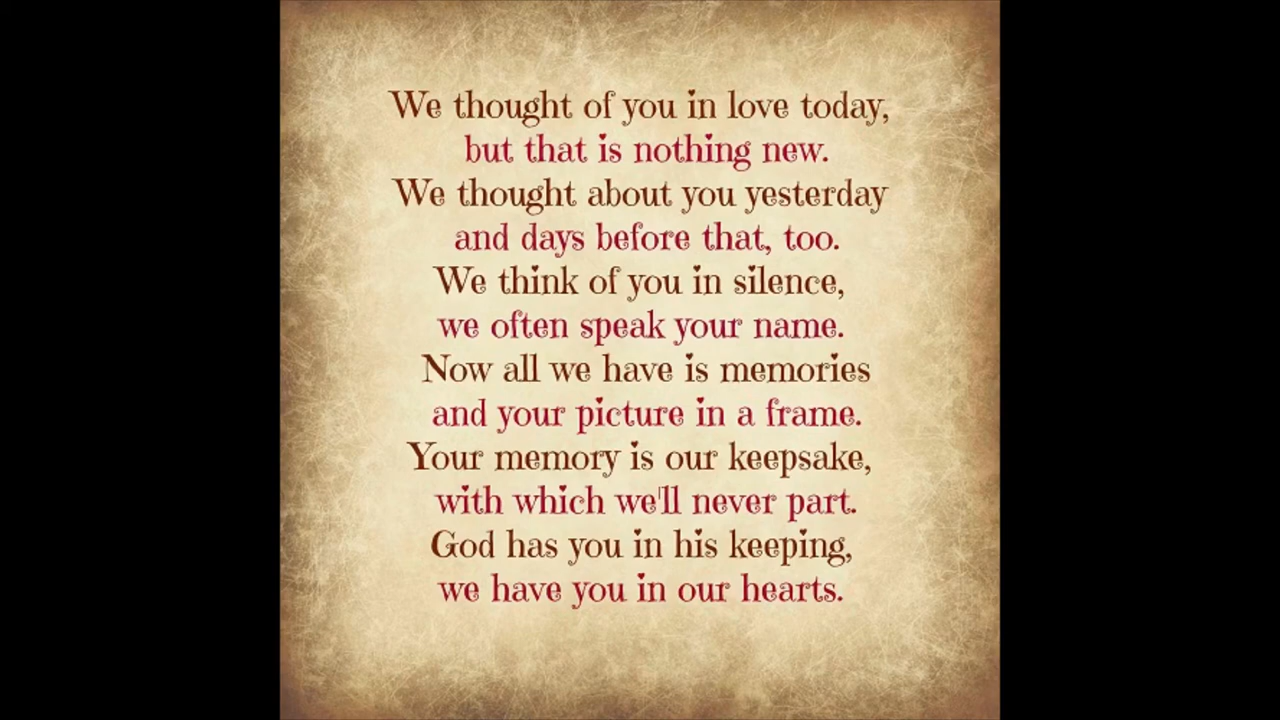 We thought of you in love today,
but that is nothing new.
We thought about you yesterday
and days before that, too.
We think of you in silence,
we often speak your name.
Now all we have is memories
and your picture in a frame.
Your memory is our keepsake,
with which we'll never part.
God has you in his keeping,
we have you in our hearts.